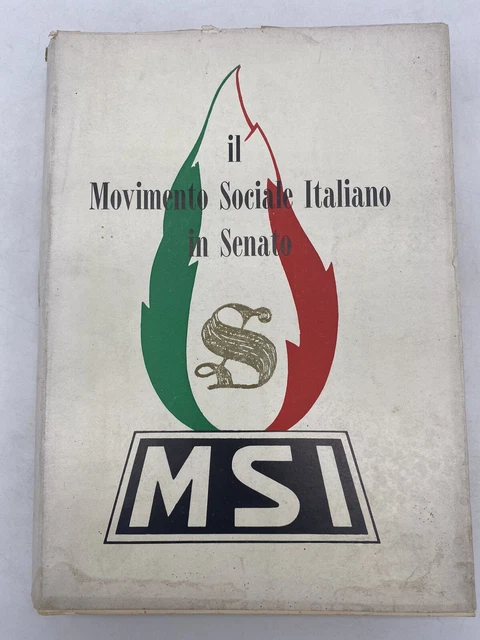 il
Movimento Sociale Italiano
in Senato
S
MSI